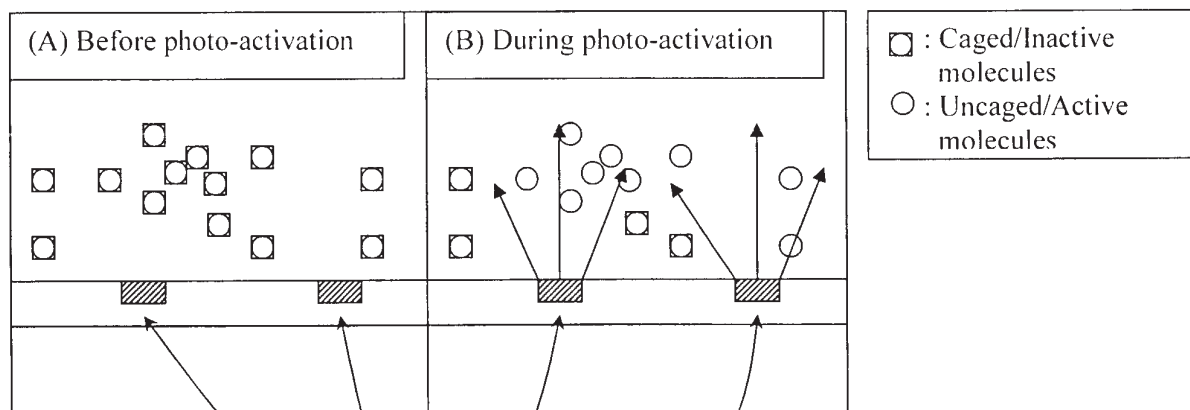 (A) Before photo-activation
(B) During photo-activation
: Caged/Inactive
molecules
: Uncaged/Active
molecules